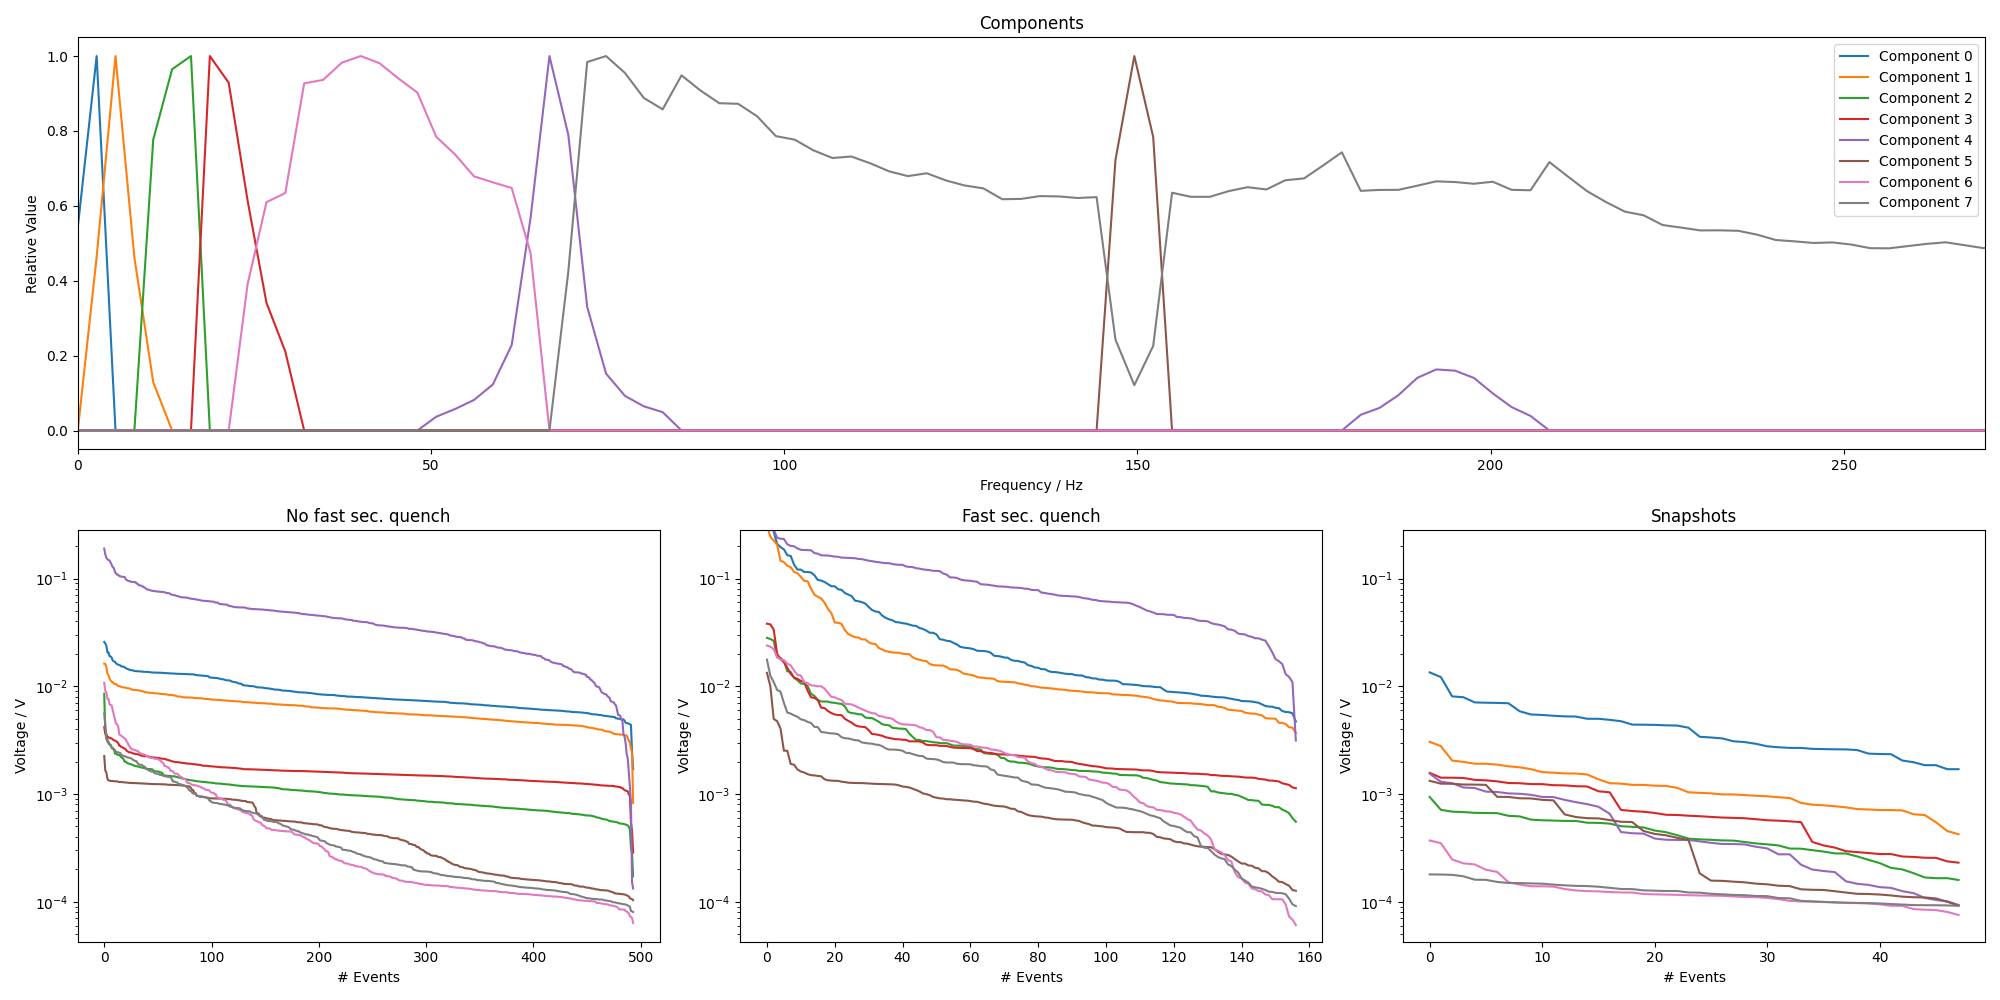 Components
1.0
0.8
0.6
0.4
0.2
0.0
Relative Value
0
50
100
150
200
250
Frequency / Hz
Component 0
Component 1
Component 2
Component 3
Component 4
Component 5
Component 6
Component 7
No fast sec. quench
10⁻¹
10⁻²
10⁻³
10⁻⁴
Voltage / V
0
100
200
300
400
500
# Events
Fast sec. quench
10⁻¹
10⁻²
10⁻³
10⁻⁴
Voltage / V
0
20
40
60
80
100
120
140
160
# Events
Snapshots
10⁻¹
10⁻²
10⁻³
10⁻⁴
Voltage / V
0
10
20
30
40
# Events